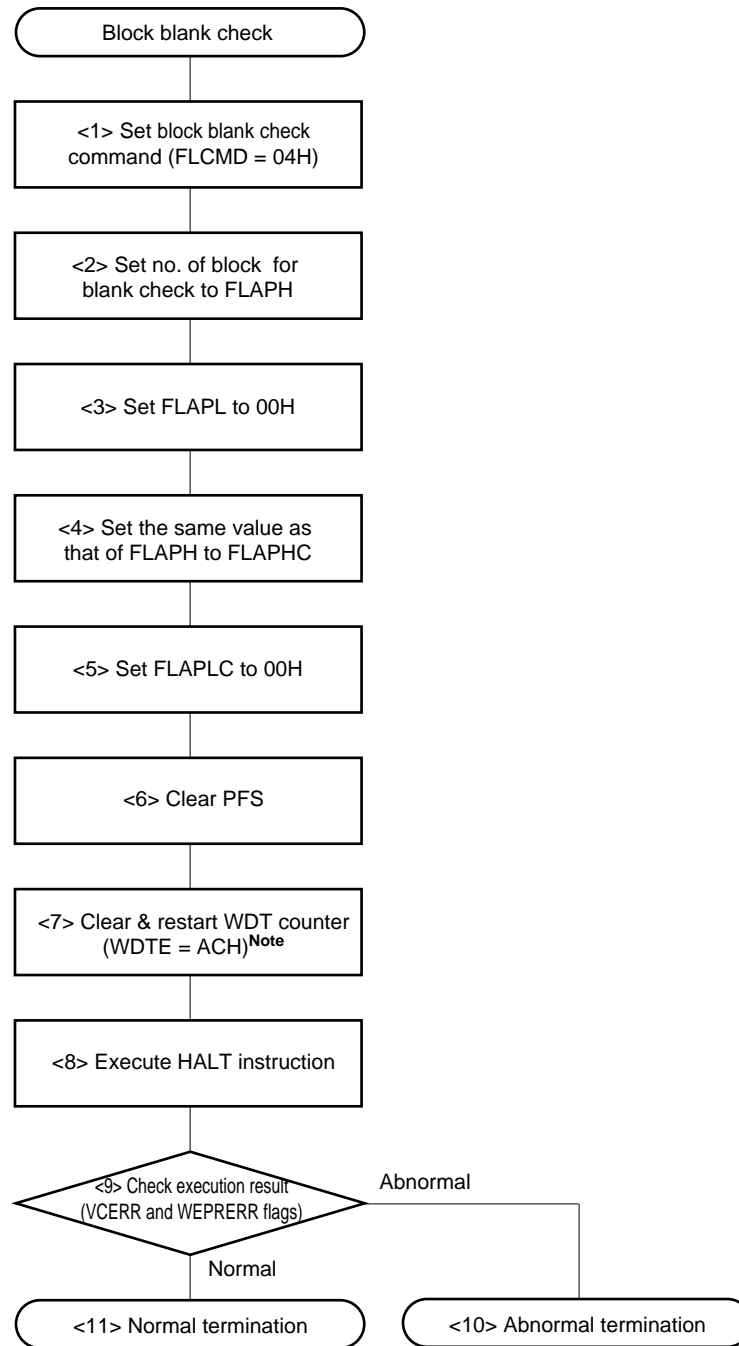 Block blank check
<1> Set block blank check
command (FLCMD = 04H)
<2> Set no. of block for
blank check to FLAPH
<3> Set FLAPL to 00H
<4> Set the same value as
that of FLAPH to FLAPHC
<5> Set FLAPLC to 00H
<6> Clear PFS
<7> Clear & restart WDT counter
(WDTE = ACH)Note
<8> Execute HALT instruction
<9> Check execution result
(VCERR and WEPRERR flags)
Abnormal
Normal
<11> Normal termination
<10> Abnormal termination